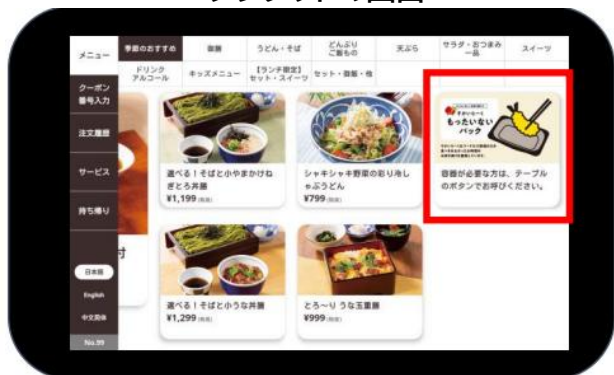 メニュー
季節のおすすめ
御膳
うどん・そば
どんぶり
ご飯もの
天ぷら
サラダ・おつまみ
一品
スイーツ
ドリンク
アルコール
キッズメニュー
【ランチ限定】
セット・スイーツ
セット・御飯・他
クーポン
番号入力
注文履歴
サービス
持ち帰り
日本語
English
中文简体
No.99
付
選べる！そばと小やまかけね
ぎとろ丼膳
¥1,199(税抜)
シャキシャキ野菜の彩り冷し
ゃぶうどん
¥799(税抜)
もったいない
パック
容器が必要な方は、テーブル
のボタンでお呼びください。
選べる！そばと小うな丼膳
¥1,299
とろ～り うな玉重膳
¥999